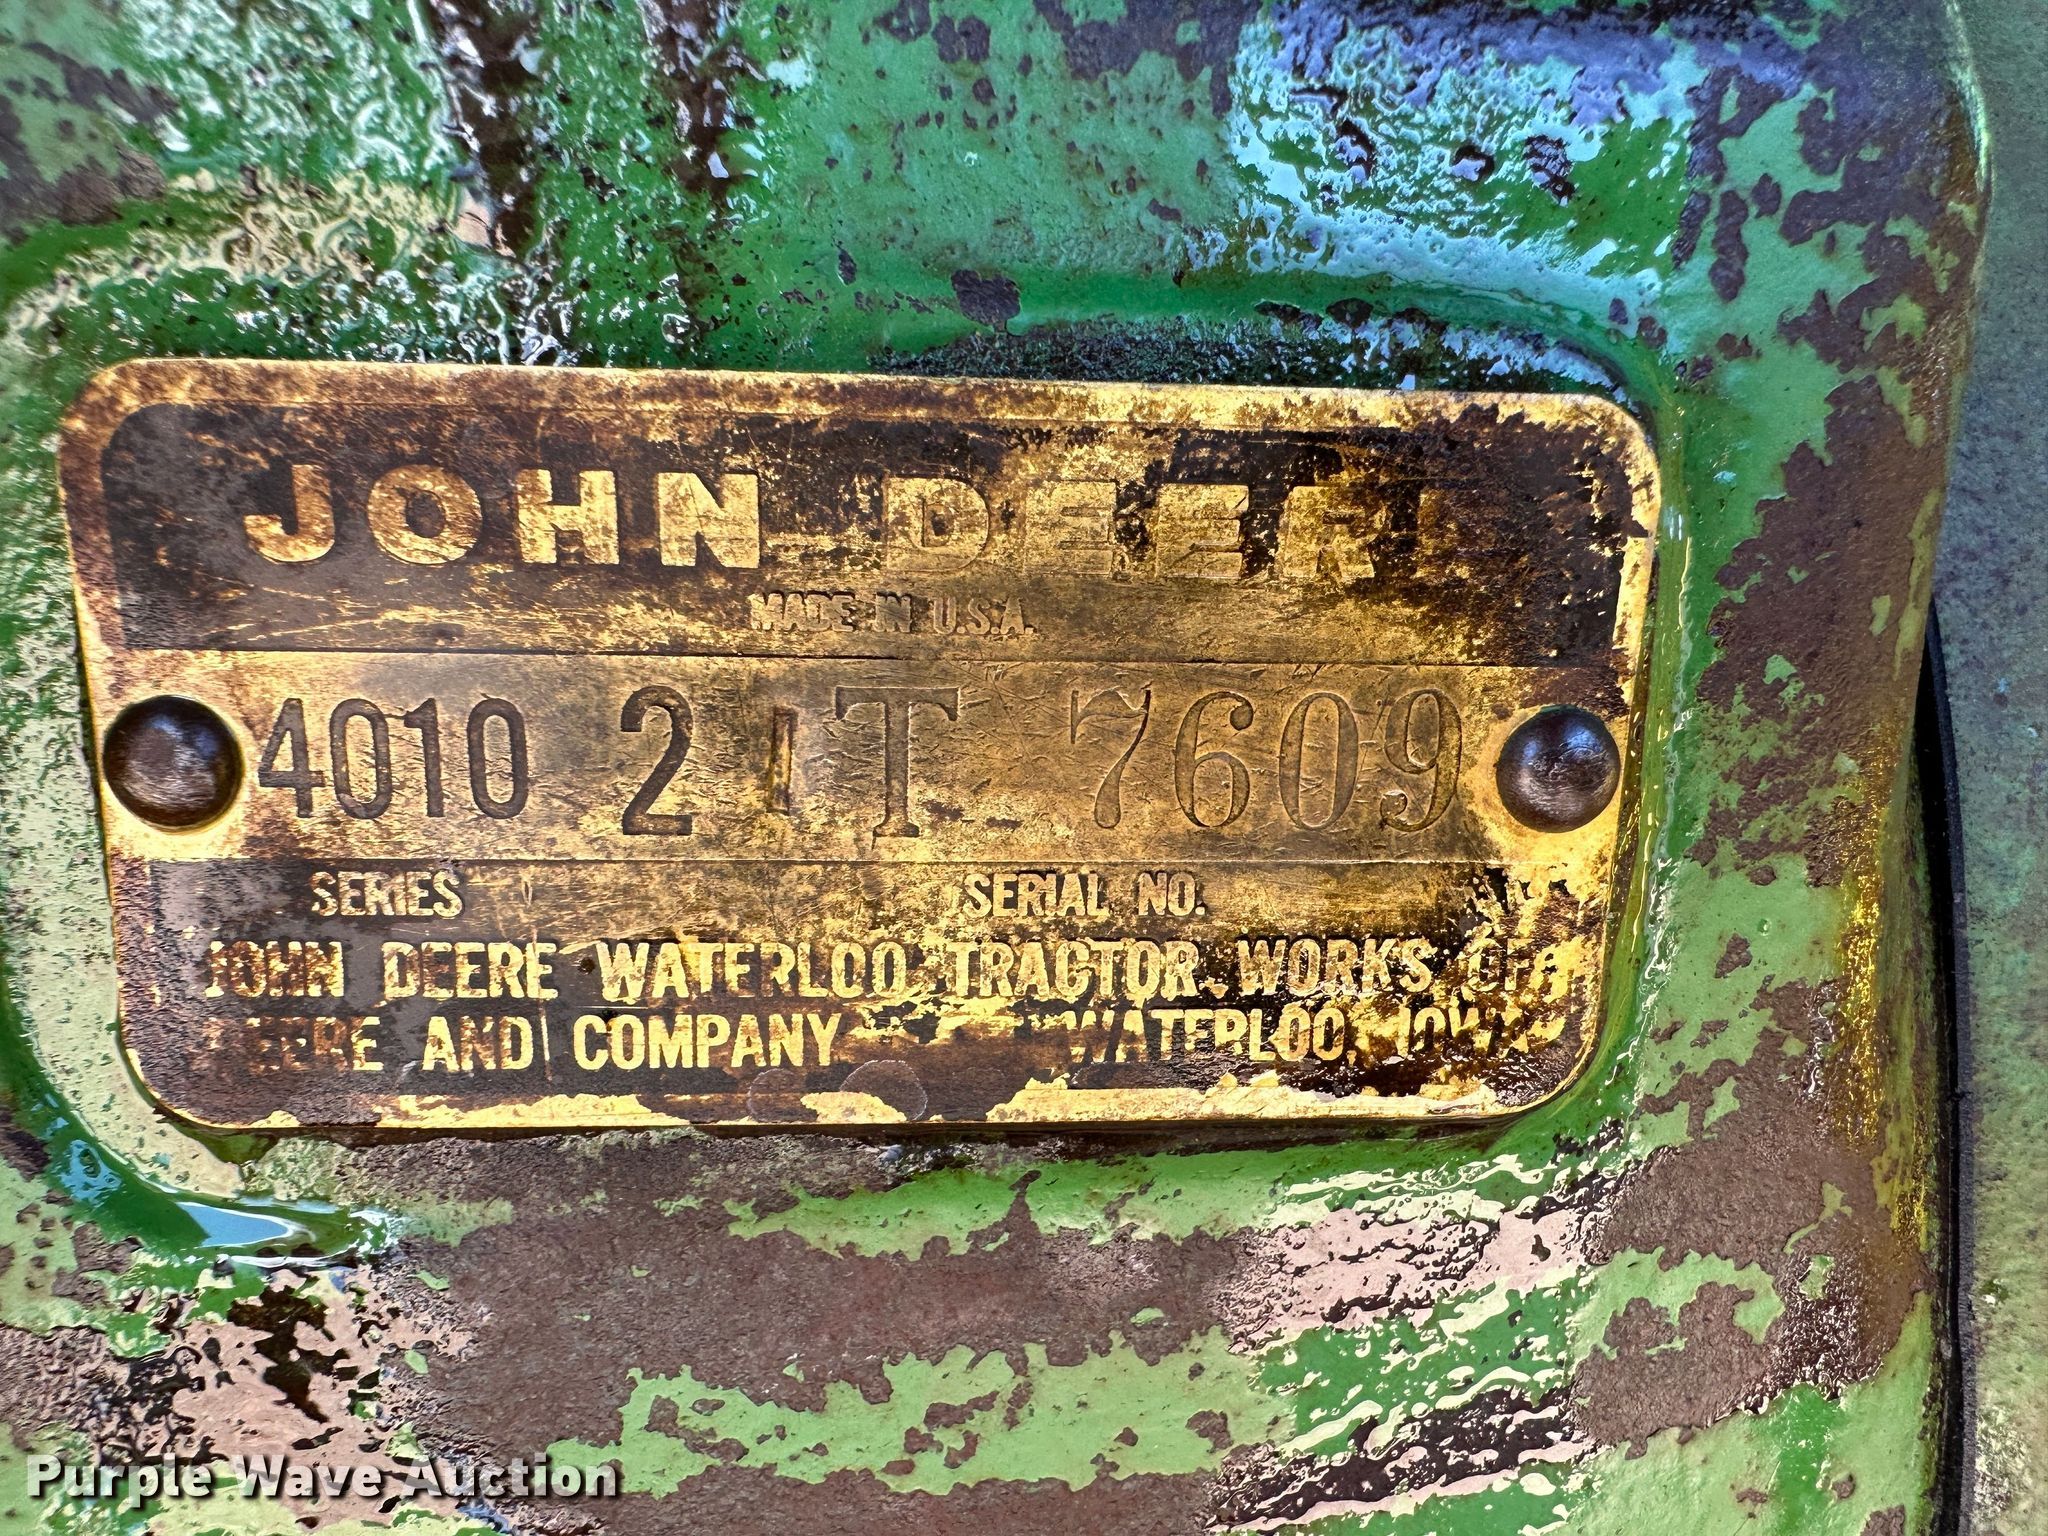 JOHN DEERE
MADE IN U.S.A.
4010 2 1 T 7609
SERIES SERIAL NO.
JOHN DEERE WATERLOO TRACTOR WORKS OF
DEERE AND COMPANY WATERLOO, IOWA
Purple Wave Auction